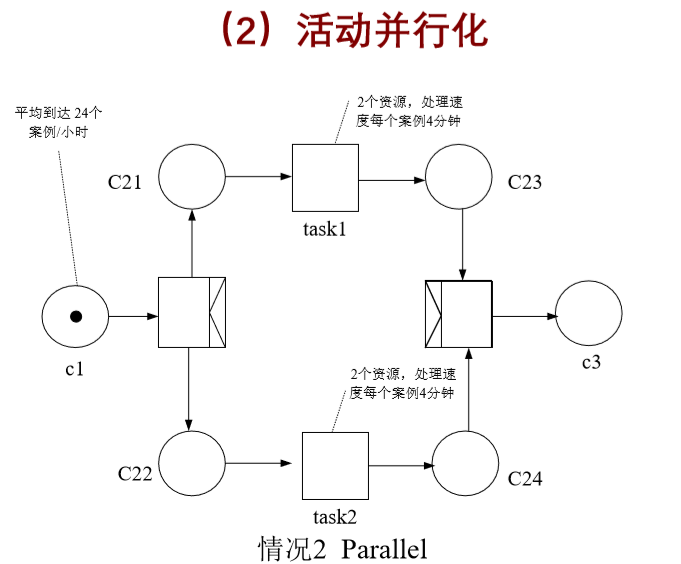 （2）活动并行化
平均到达 24个
案例/小时
2个资源，处理速
度每个案例4分钟
C21
task1
C23
c1
c3
2个资源，处理速
度每个案例4分钟
C22
task2
C24
情况2 Parallel